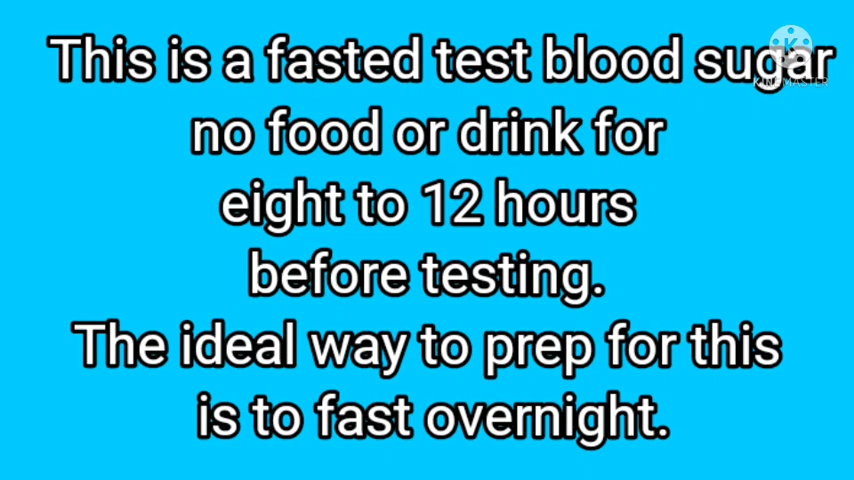 This is a fasted test blood sugar
no food or drink for
eight to 12 hours
before testing.
The ideal way to prep for this
is to fast overnight.
KINEMASTER